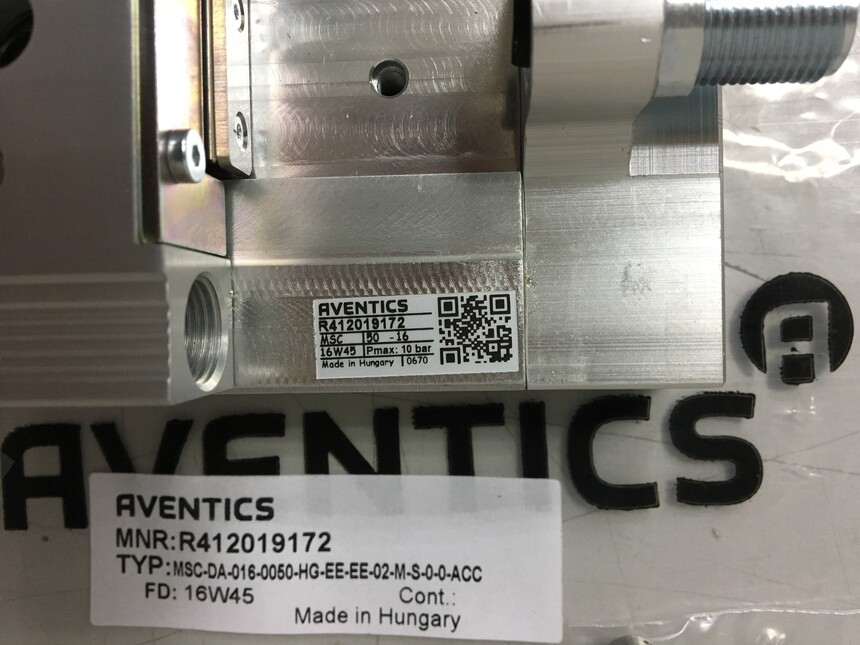 AVENTICS
R412019172
MSC 50 -16
16W45 Pmax: 10 bar
Made in Hungary 0670
AVENTICS
AVENTICS
MNR:R412019172
TYP:MSC-DA-016-0050-HG-EE-EE-02-M-S-0-0-ACC
FD: 16W45 Cont.:
Made in Hungary